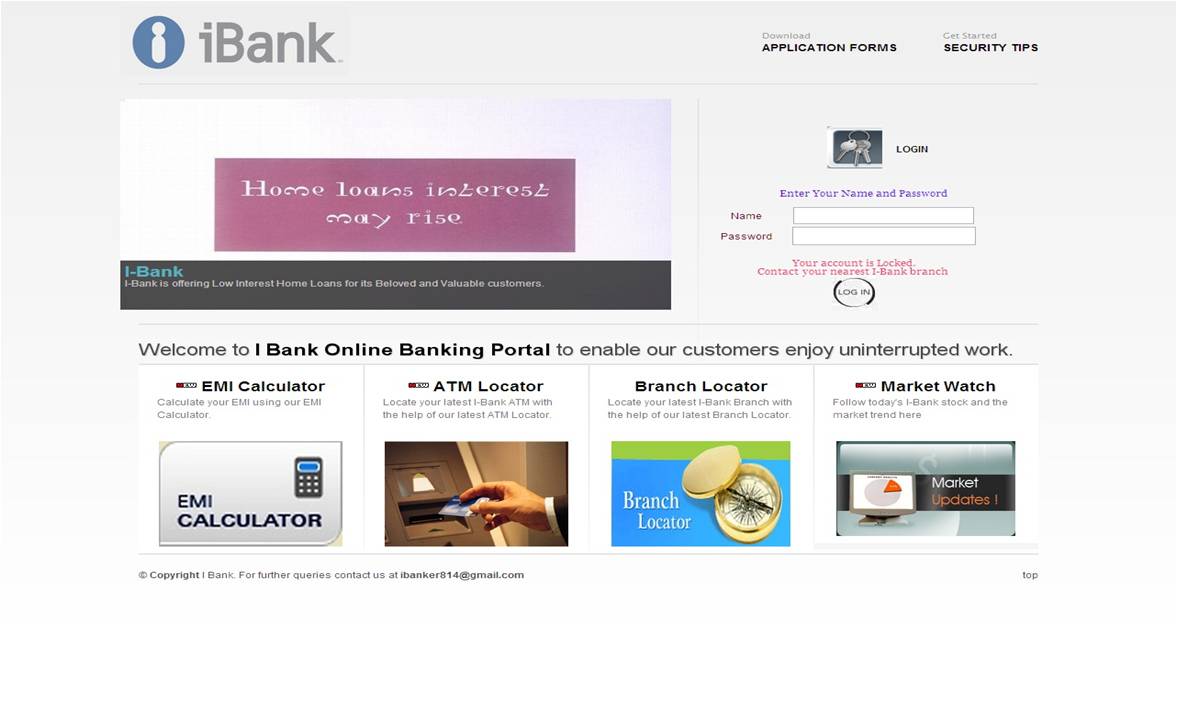 iBank
Download
APPLICATION FORMS
Get Started
SECURITY TIPS
Home loans interest
may rise
I-Bank
I-Bank is offering Low Interest Home Loans for its Beloved and Valuable customers.
LOGIN
Enter Your Name and Password
Name
Password
Your account is Locked.
Contact your nearest I-Bank branch
LOG IN
Welcome to I Bank Online Banking Portal to enable our customers enjoy uninterrupted work.
EMI Calculator
Calculate your EMI using our EMI
Calculator.
EMI
CALCULATOR
ATM Locator
Locate your latest I-Bank ATM with
the help of our latest ATM Locator.
Branch Locator
Locate your latest I-Bank Branch with
the help of our latest Branch Locator.
Branch
Locator
Market Watch
Follow today's I-Bank stock and the
market trend here
Market
Updates !
© Copyright I Bank. For further queries contact us at ibanker814@gmail.com
top